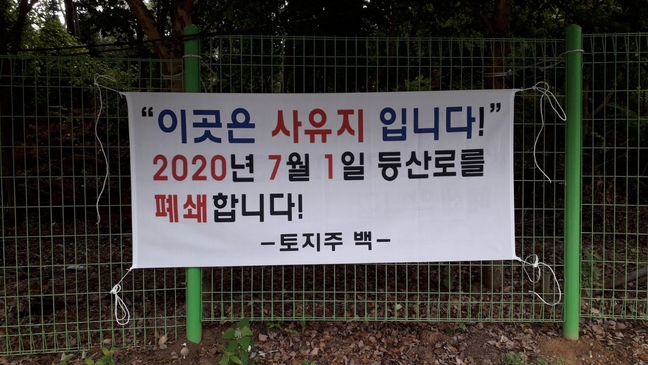 “이곳은 사유지 입니다!”
2020년 7월 1일 등산로를
폐쇄합니다!
-토지주 백-